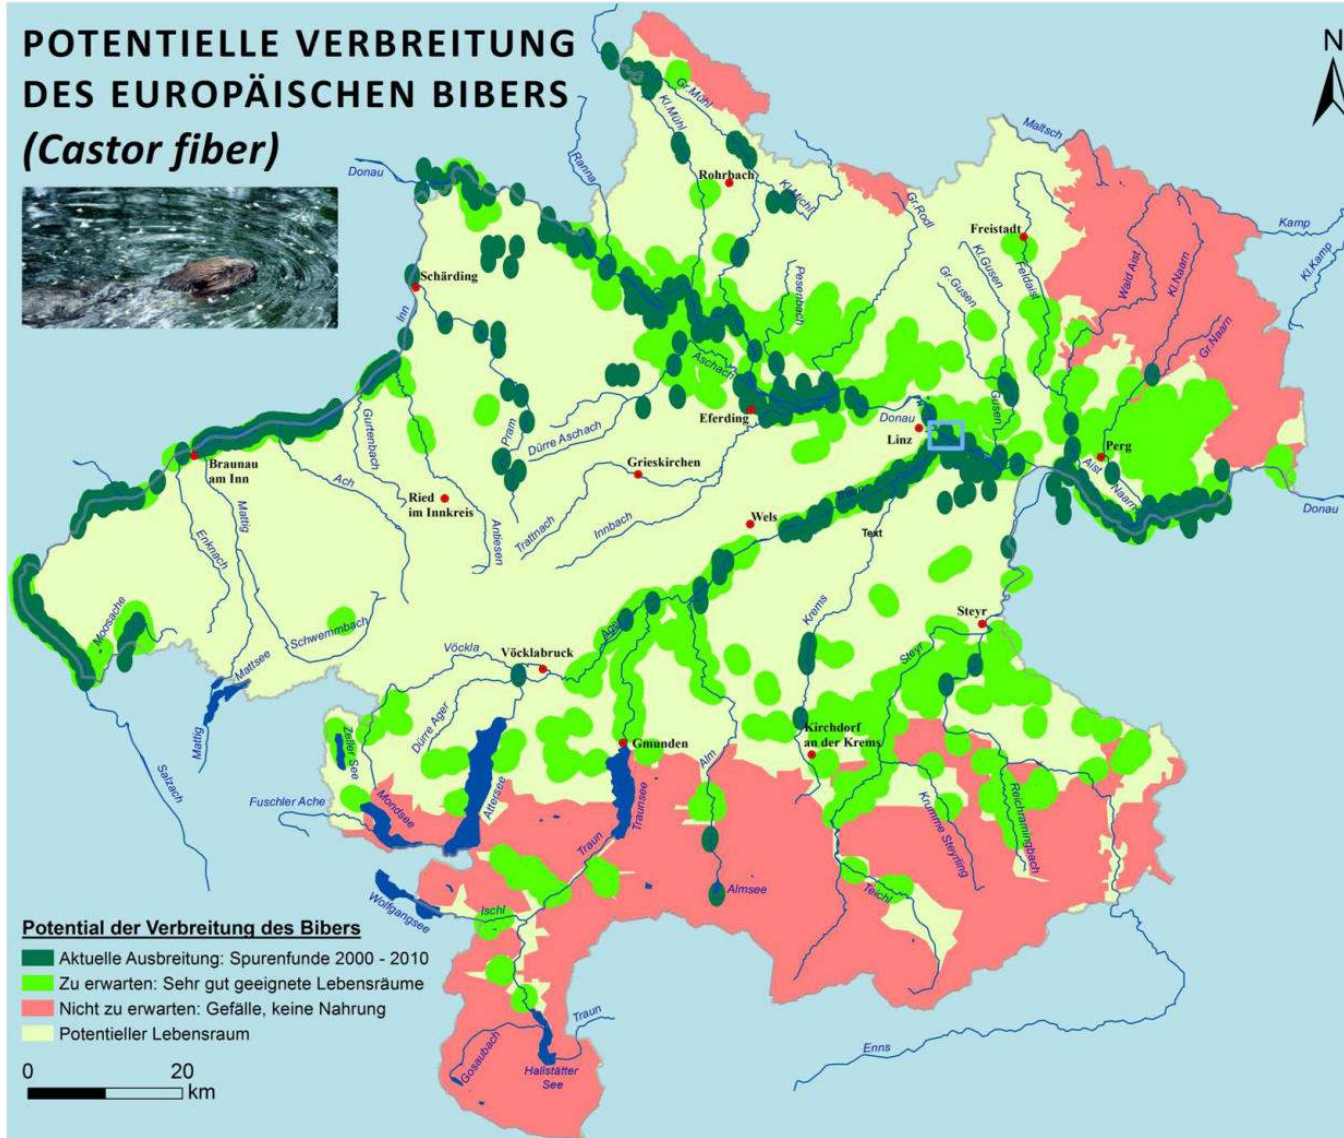 POTENTIELLE VERBREITUNG
DES EUROPÄISCHEN BIBERS
(Castor fiber)
N
Gr.Mühl
Kl.Mühl
Ranna
Donau
Rohrbach
Kl.Michl
Gr.Rodl
Maltsch
Kamp
Kl.Kamp
Freistadt
Kl.Gusen
Gr.Gusen
Feldaist
Wald Aist
Kl.Naarn
Gr.Naarn
Schärding
Inn
Pesenbach
Aschach
Eferding
Donau
Linz
Gusen
Perg
Aist
Naarn
Donau
Gurtenbach
Pram
Dürre Aschach
Braunau
am Inn
Ach
Ried
im Innkreis
Grieskirchen
Mattig
Antiesen
Trattnach
Innbach
Wels
Traun
Text
Enknach
Moosache
Schwemmbach
Krems
Steyr
Steyr
Mattsee
Vöckla
Vöcklabruck
Ager
Dürre Ager
Mattig
Zeller See
Salzach
Attersee
Gmunden
Alm
Kirchdorf
an der Krems
Fuschler Ache
Mondsee
Traunsee
Traun
Krumme Steyrling
Reichramingbach
Wolfgangsee
Ischl
Almsee
Teichl
Potential der Verbreitung des Bibers
Aktuelle Ausbreitung: Spurenfunde 2000 - 2010
Zu erwarten: Sehr gut geeignete Lebensräume
Nicht zu erwarten: Gefälle, keine Nahrung
Potentieller Lebensraum
Traun
Gosaubach
Hallstätter
See
Enns
0 20
km